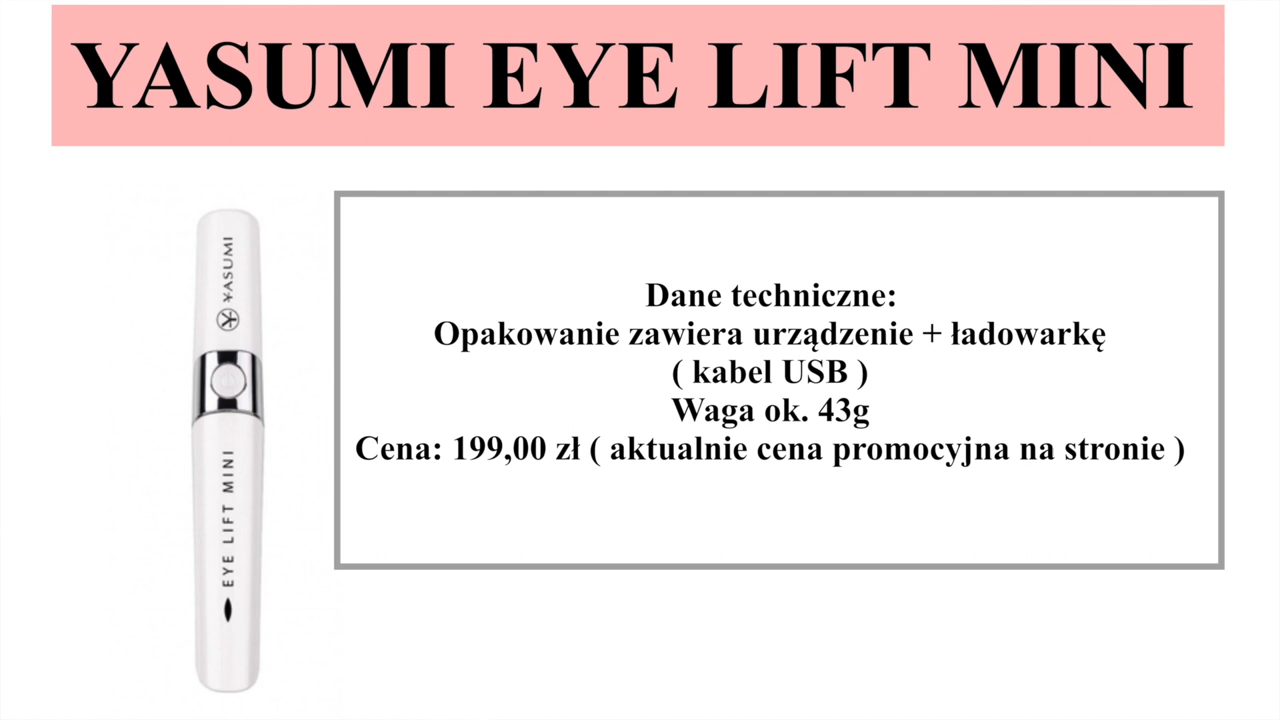 YASUMI EYE LIFT MINI
YASUMI
EYE LIFT MINI
Dane techniczne:
Opakowanie zawiera urządzenie + ładowarkę
( kabel USB )
Waga ok. 43g
Cena: 199,00 zł ( aktualnie cena promocyjna na stronie )